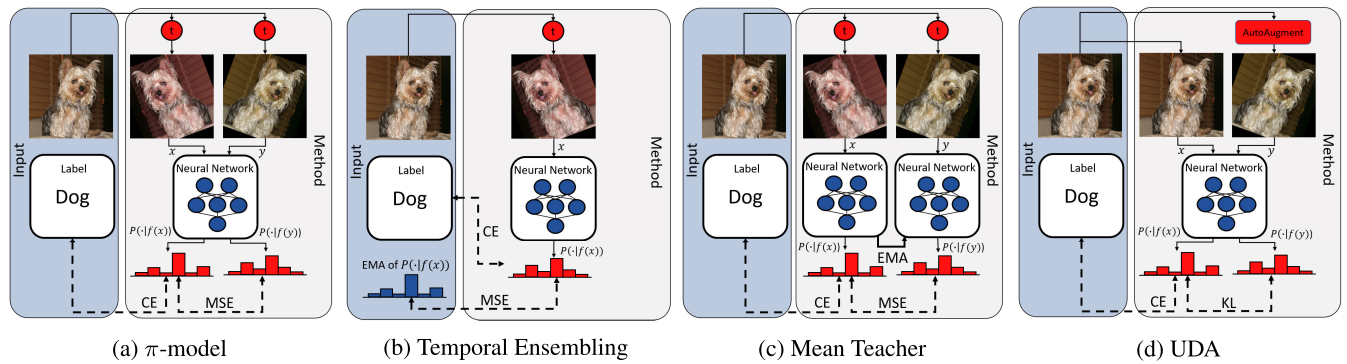 t
t
Input
Label
Dog
x
y
Neural Network
P(·|f(x))
P(·|f(y))
CE
MSE
Method
(a) π-model
t
Input
Label
Dog
x
Neural Network
CE
P(·|f(x))
EMA of P(·|f(x))
MSE
Method
(b) Temporal Ensembling
t
t
Input
Label
Dog
x
y
Neural Network
Neural Network
P(·|f(x))
EMA
P(·|f(y))
CE
MSE
Method
(c) Mean Teacher
AutoAugment
Input
Label
Dog
x
y
Neural Network
P(·|f(x))
P(·|f(y))
CE
KL
Method
(d) UDA